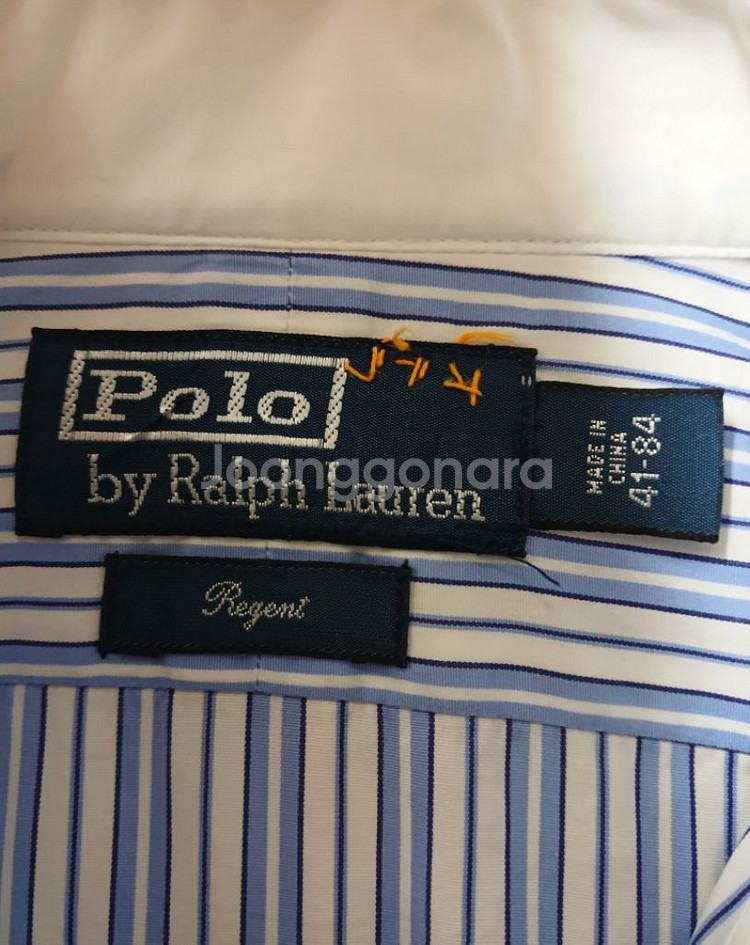 Polo
by Ralph Lauren
MADE IN
CHINA
41-84
Regent
Joonggonara